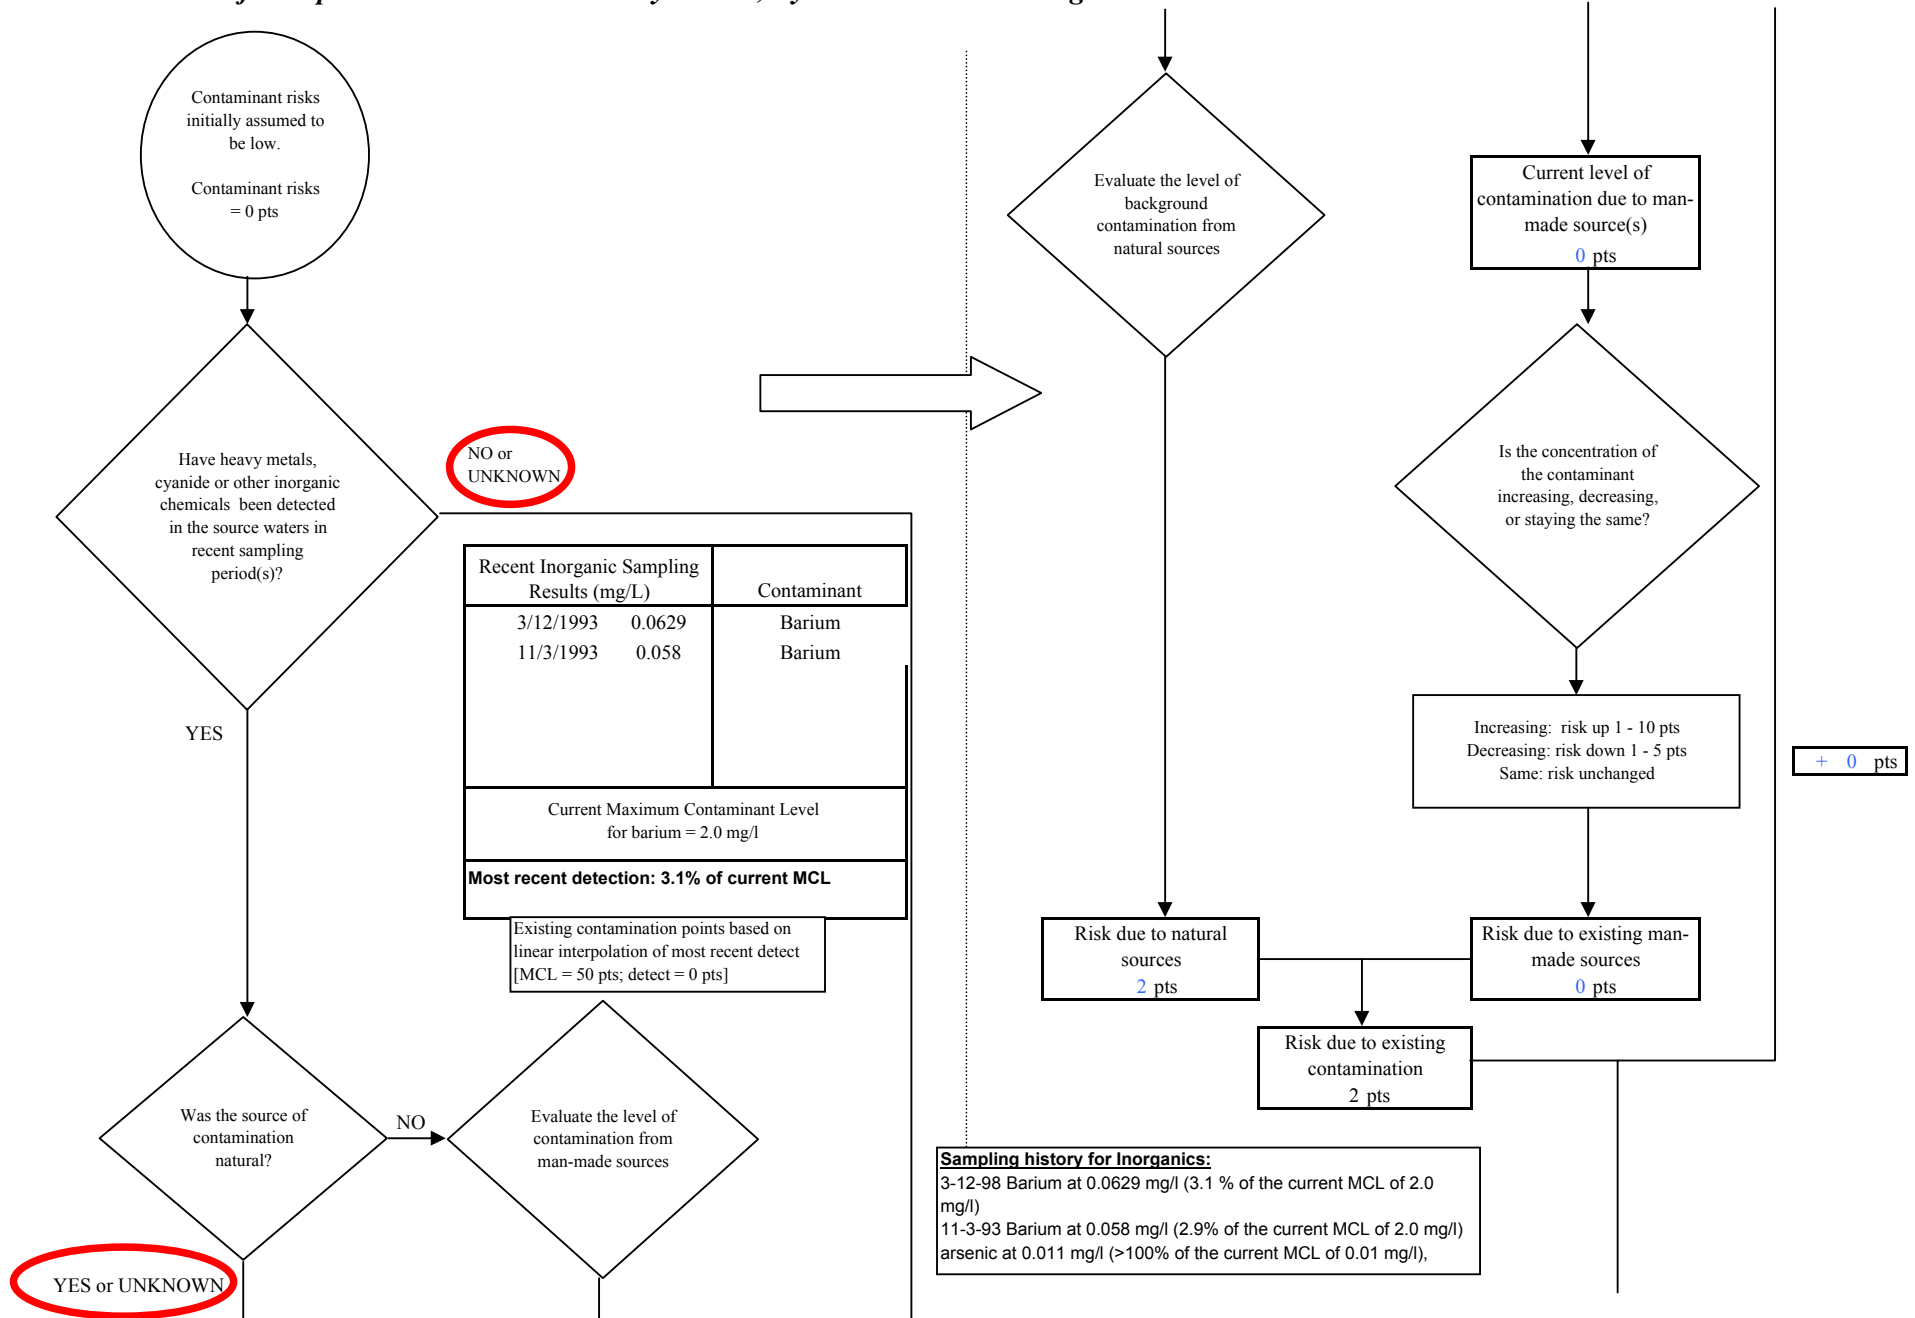 Contaminant risks
initially assumed to
be low.
Contaminant risks
= 0 pts
Have heavy metals,
cyanide or other inorganic
chemicals been detected
in the source waters in
recent sampling
period(s)?
NO or
UNKNOWN
YES
Recent Inorganic Sampling
Results (mg/L)
Contaminant
3/12/1993 0.0629 Barium
11/3/1993 0.058 Barium
Current Maximum Contaminant Level
for barium = 2.0 mg/l
Most recent detection: 3.1% of current MCL
Existing contamination points based on
linear interpolation of most recent detect
[MCL = 50 pts; detect = 0 pts]
Was the source of
contamination
natural?
NO
Evaluate the level of
contamination from
man-made sources
YES or UNKNOWN
Evaluate the level of
background
contamination from
natural sources
Current level of
contamination due to man-
made source(s)
0 pts
Is the concentration of
the contaminant
increasing, decreasing,
or staying the same?
Increasing: risk up 1 - 10 pts
Decreasing: risk down 1 - 5 pts
Same: risk unchanged
+ 0 pts
Risk due to natural
sources
2 pts
Risk due to existing man-
made sources
0 pts
Risk due to existing
contamination
2 pts
Sampling history for Inorganics:
3-12-98 Barium at 0.0629 mg/l (3.1 % of the current MCL of 2.0
mg/l)
11-3-93 Barium at 0.058 mg/l (2.9% of the current MCL of 2.0 mg/l)
arsenic at 0.011 mg/l (>100% of the current MCL of 0.01 mg/l),